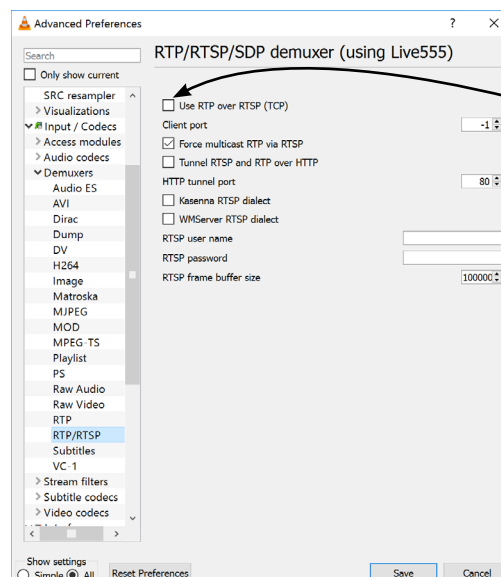 Advanced Preferences
? ×
Search
RTP/RTSP/SDP demuxer (using Live555)
Only show current
SRC resampler
Visualizations
Input / Codecs
Access modules
Audio codecs
Demuxers
Audio ES
AVI
Dirac
Dump
DV
H264
Image
Matroska
MJPEG
MOD
MPEG-TS
Playlist
PS
Raw Audio
Raw Video
RTP
RTP/RTSP
Subtitles
VC-1
Stream filters
Subtitle codecs
Video codecs
Use RTP over RTSP (TCP)
Client port -1
Force multicast RTP via RTSP
Tunnel RTSP and RTP over HTTP
HTTP tunnel port 80
Kasenna RTSP dialect
WMServer RTSP dialect
RTSP user name
RTSP password
RTSP frame buffer size 100000
Show settings
Simple All
Reset Preferences
Save
Cancel